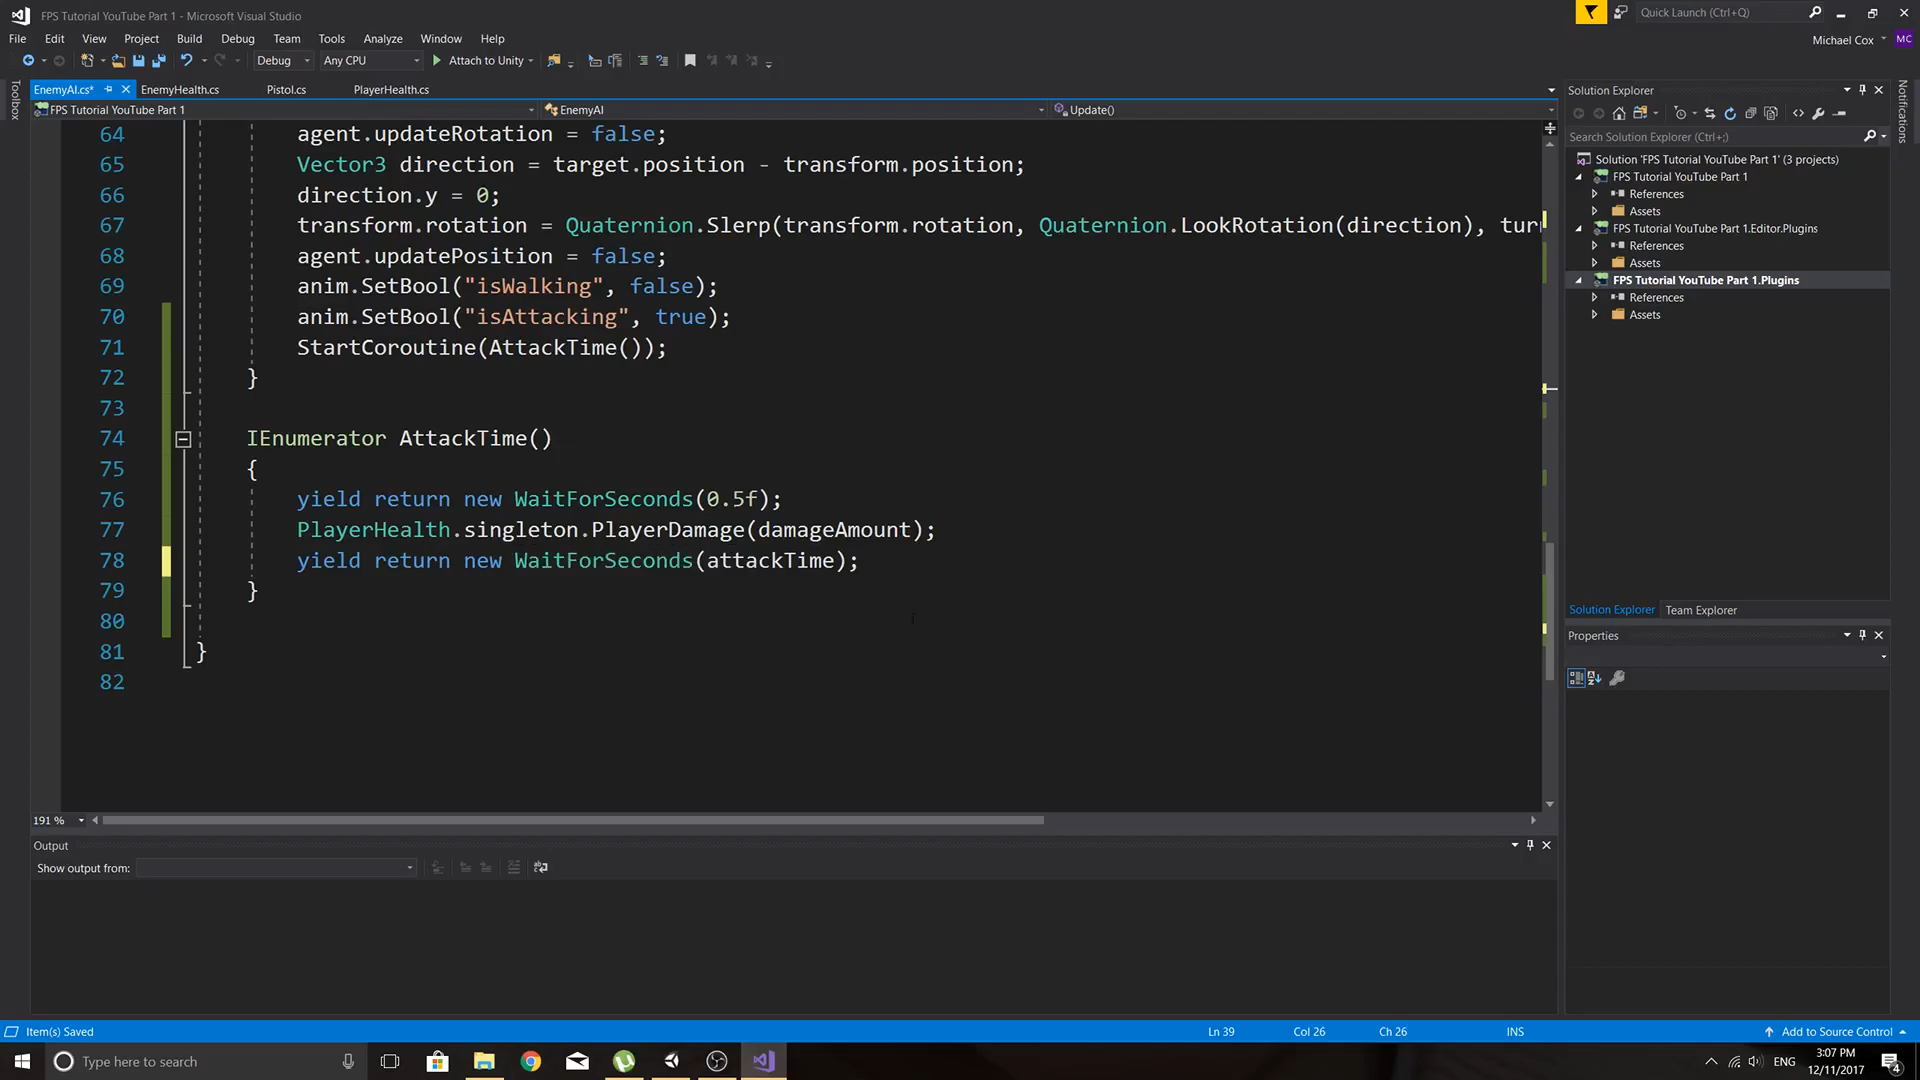 FPS Tutorial YouTube Part 1 - Microsoft Visual Studio
Quick Launch (Ctrl+Q)
File Edit View Project Build Debug Team Tools Analyze Window Help
Michael Cox MC
Debug Any CPU Attach to Unity
EnemyAI.cs* EnemyHealth.cs Pistol.cs PlayerHealth.cs
FPS Tutorial YouTube Part 1 EnemyAI Update()
Toolbox
64 agent.updateRotation = false;
65 Vector3 direction = target.position - transform.position;
66 direction.y = 0;
67 transform.rotation = Quaternion.Slerp(transform.rotation, Quaternion.LookRotation(direction), turn
68 agent.updatePosition = false;
69 anim.SetBool("isWalking", false);
70 anim.SetBool("isAttacking", true);
71 StartCoroutine(AttackTime());
72 }
73
74 IEnumerator AttackTime()
75 {
76 yield return new WaitForSeconds(0.5f);
77 PlayerHealth.singleton.PlayerDamage(damageAmount);
78 yield return new WaitForSeconds(attackTime);
79 }
80
81 }
82
191 %
Output
Show output from:
Solution Explorer
Search Solution Explorer (Ctrl+;)
Solution 'FPS Tutorial YouTube Part 1' (3 projects)
FPS Tutorial YouTube Part 1
References
Assets
FPS Tutorial YouTube Part 1.Editor.Plugins
References
Assets
FPS Tutorial YouTube Part 1.Plugins
References
Assets
Solution Explorer Team Explorer
Properties
Notifications
Item(s) Saved Ln 39 Col 26 Ch 26 INS Add to Source Control
Type here to search
ENG
3:07 PM
12/11/2017
4